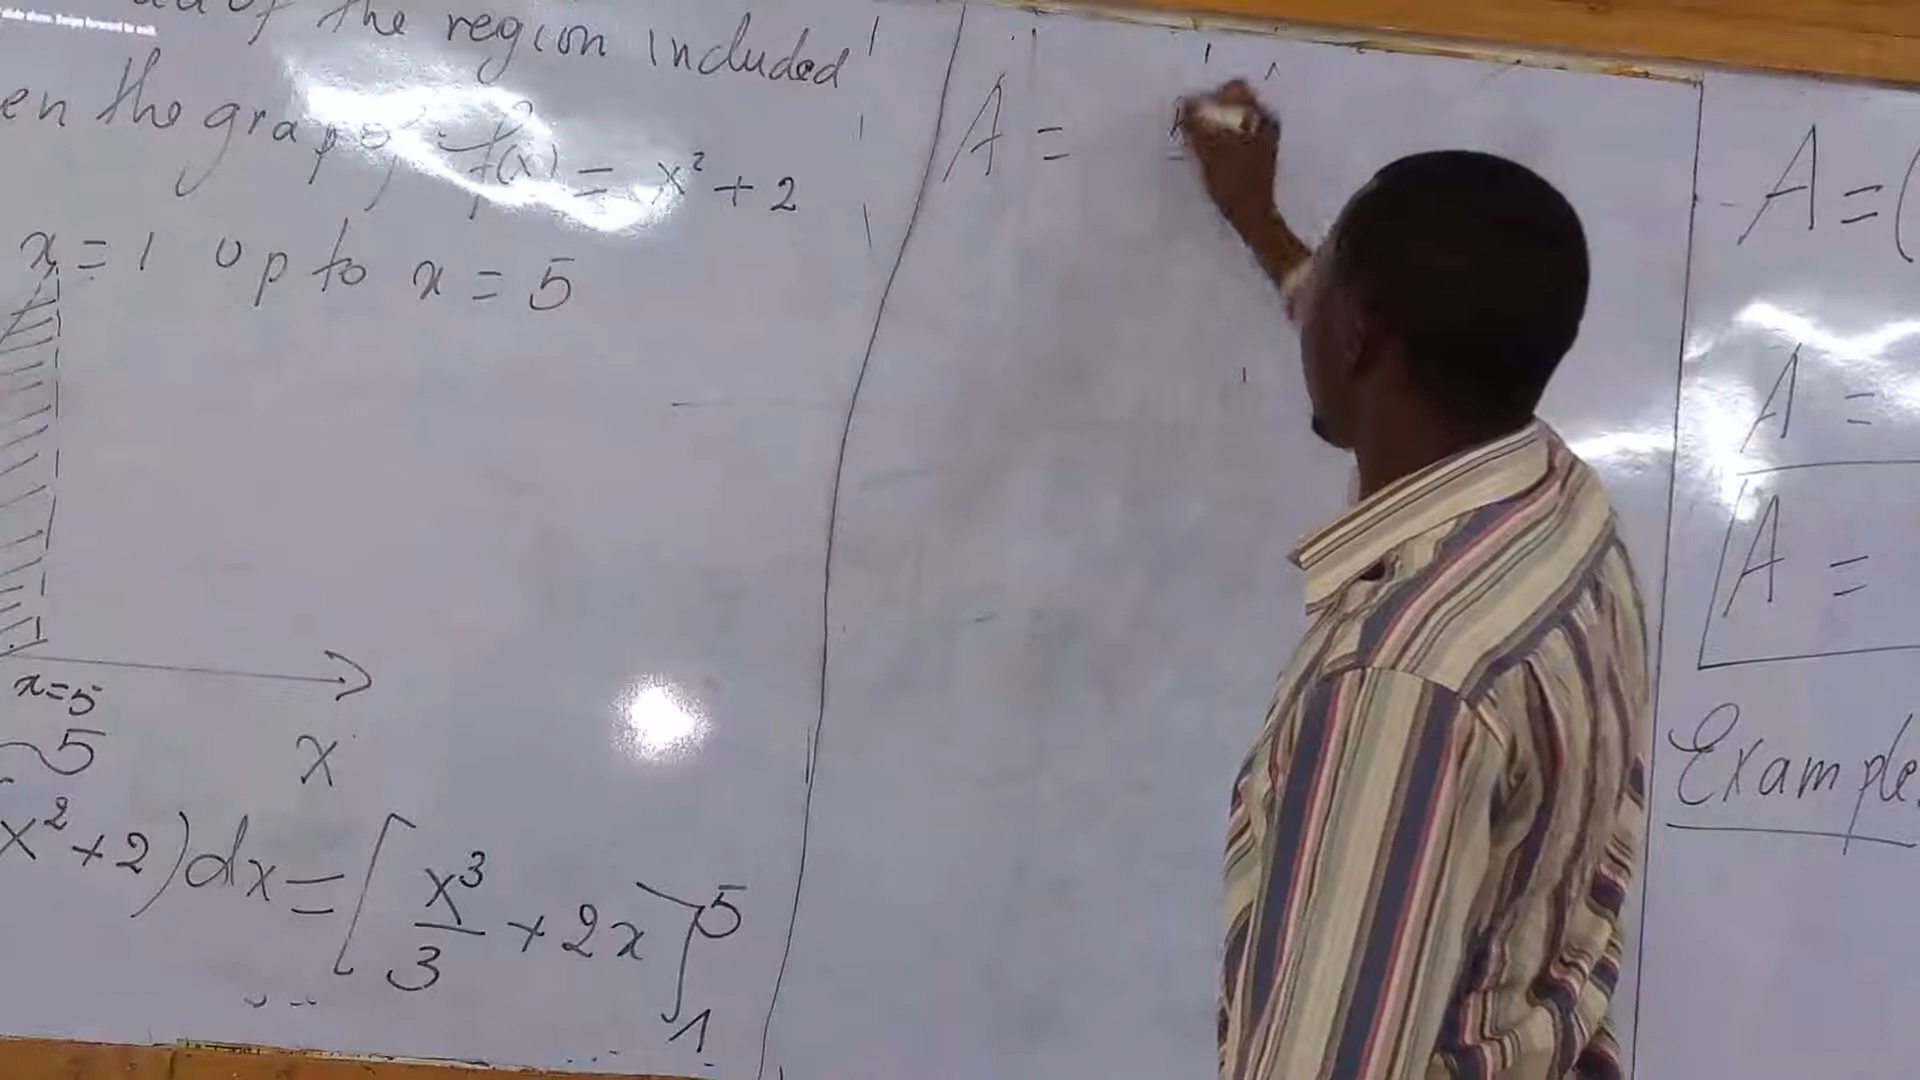 of the region included
en the graph of f(x) = x² + 2
x = 1 up to x = 5
x=5
5
x
x² + 2) dx = [x³/3 + 2x]⁵₁
A =
A = (
A =
A =
Example